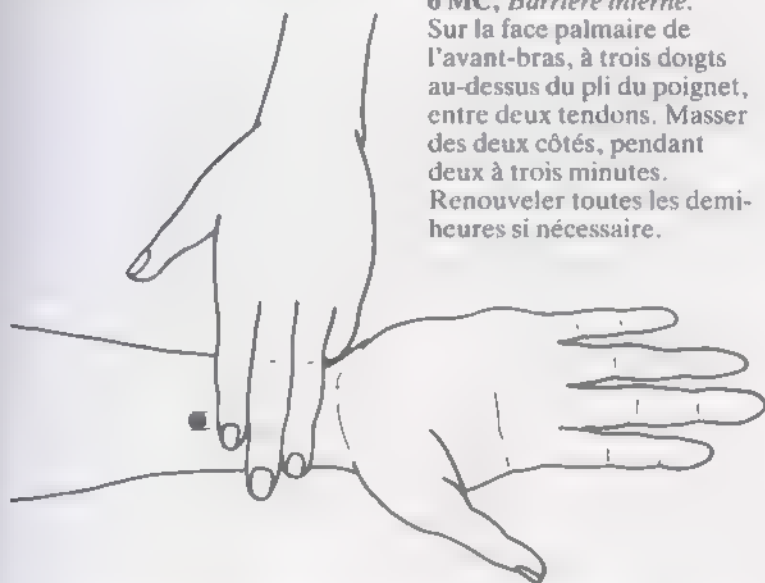 6 MC, Barrière interne.
Sur la face palmaire de
l'avant-bras, à trois doigts
au-dessus du pli du poignet,
entre deux tendons. Masser
des deux côtés, pendant
deux à trois minutes.
Renouveler toutes les demi-
heures si nécessaire.